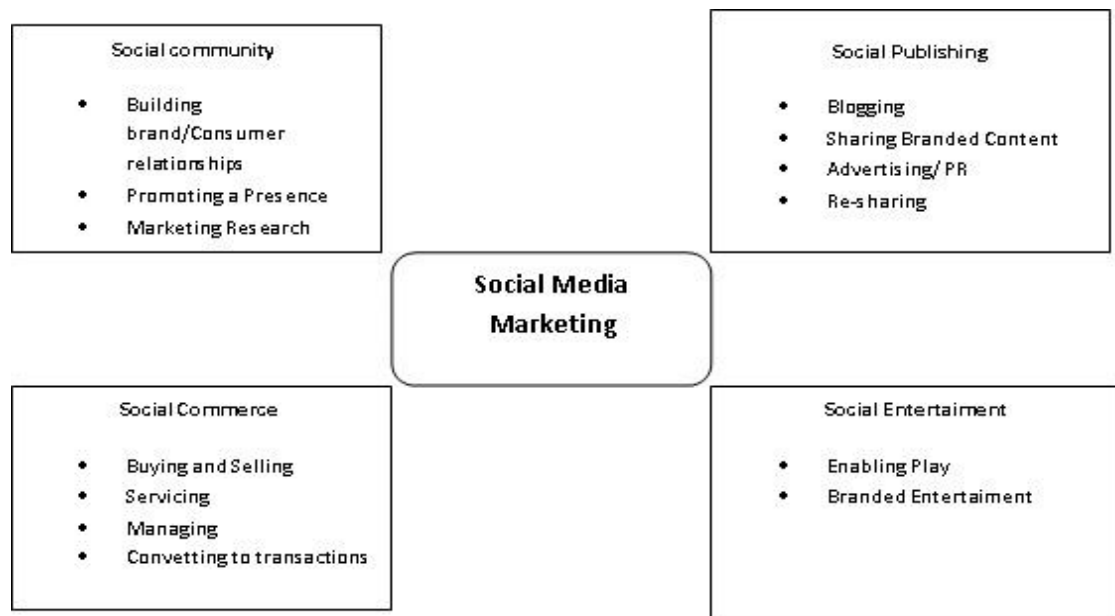 Social community
• Building
brand/Consumer
relationships
• Promoting a Presence
• Marketing Research
Social Publishing
• Blogging
• Sharing Branded Content
• Advertising/ PR
• Re-sharing
Social Media
Marketing
Social Commerce
• Buying and Selling
• Servicing
• Managing
• Convetting to transactions
Social Entertaiment
• Enabling Play
• Branded Entertaiment